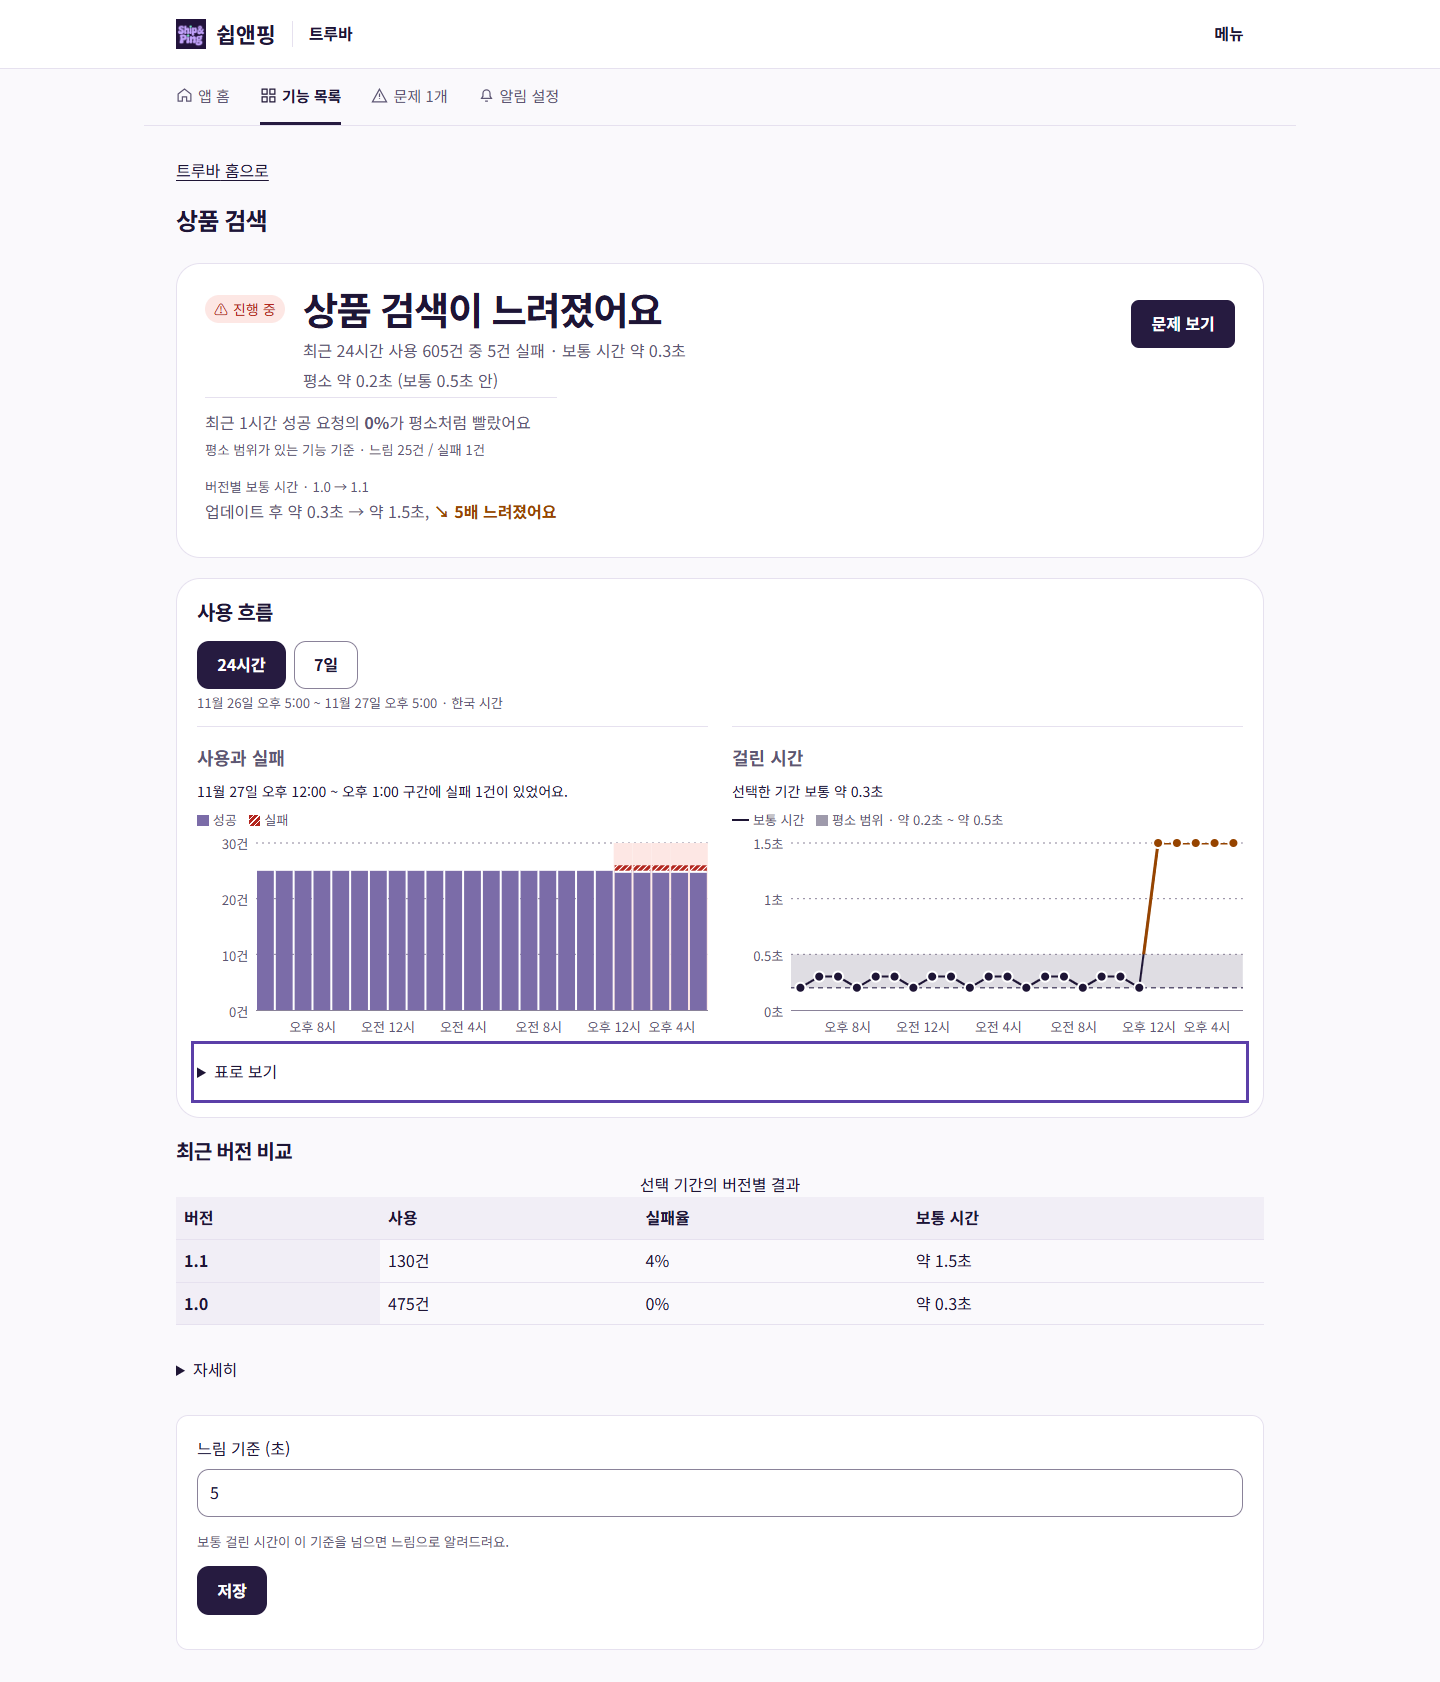 Ship& Ping 쉽앤핑 트루바 메뉴
앱 홈 기능 목록 문제 1개 알림 설정
트루바 홈으로
상품 검색
진행 중 상품 검색이 느려졌어요 문제 보기
최근 24시간 사용 605건 중 5건 실패 · 보통 시간 약 0.3초
평소 약 0.2초 (보통 0.5초 안)
최근 1시간 성공 요청의 0%가 평소처럼 빨랐어요
평소 범위가 있는 기능 기준 · 느림 25건 / 실패 1건
버전별 보통 시간 · 1.0 → 1.1
업데이트 후 약 0.3초 → 약 1.5초, ↘ 5배 느려졌어요
사용 흐름
24시간 7일
11월 26일 오후 5:00 ~ 11월 27일 오후 5:00 · 한국 시간
사용과 실패
11월 27일 오후 12:00 ~ 오후 1:00 구간에 실패 1건이 있었어요.
성공 실패
30건
20건
10건
0건
오후 8시 오전 12시 오전 4시 오전 8시 오후 12시 오후 4시
걸린 시간
선택한 기간 보통 약 0.3초
보통 시간 평소 범위 · 약 0.2초 ~ 약 0.5초
1.5초
1초
0.5초
0초
오후 8시 오전 12시 오전 4시 오전 8시 오후 12시 오후 4시
▶ 표로 보기
최근 버전 비교
선택 기간의 버전별 결과
버전 사용 실패율 보통 시간
1.1 130건 4% 약 1.5초
1.0 475건 0% 약 0.3초
▶ 자세히
느림 기준 (초)
5
보통 걸린 시간이 이 기준을 넘으면 느림으로 알려드려요.
저장